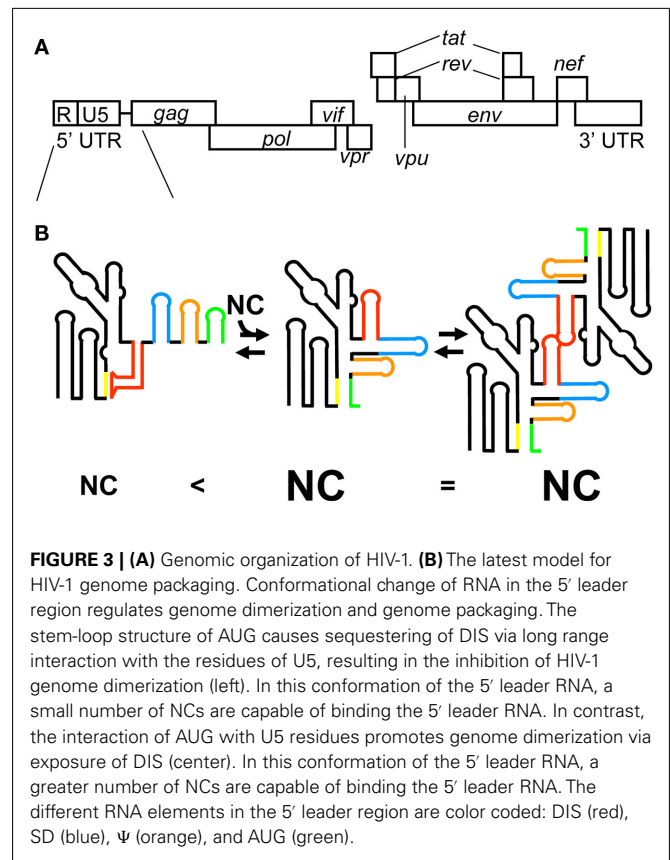 A
tat
rev
nef
R U5
gag
vif
env
5′ UTR
pol
vpr
vpu
3′ UTR
B
NC
NC < NC = NC
FIGURE 3 | (A) Genomic organization of HIV-1. (B) The latest model for
HIV-1 genome packaging. Conformational change of RNA in the 5′ leader
region regulates genome dimerization and genome packaging. The
stem-loop structure of AUG causes sequestering of DIS via long range
interaction with the residues of U5, resulting in the inhibition of HIV-1
genome dimerization (left). In this conformation of the 5′ leader RNA, a
small number of NCs are capable of binding the 5′ leader RNA. In contrast,
the interaction of AUG with U5 residues promotes genome dimerization via
exposure of DIS (center). In this conformation of the 5′ leader RNA, a
greater number of NCs are capable of binding the 5′ leader RNA. The
different RNA elements in the 5′ leader region are color coded: DIS (red),
SD (blue), Ψ (orange), and AUG (green).